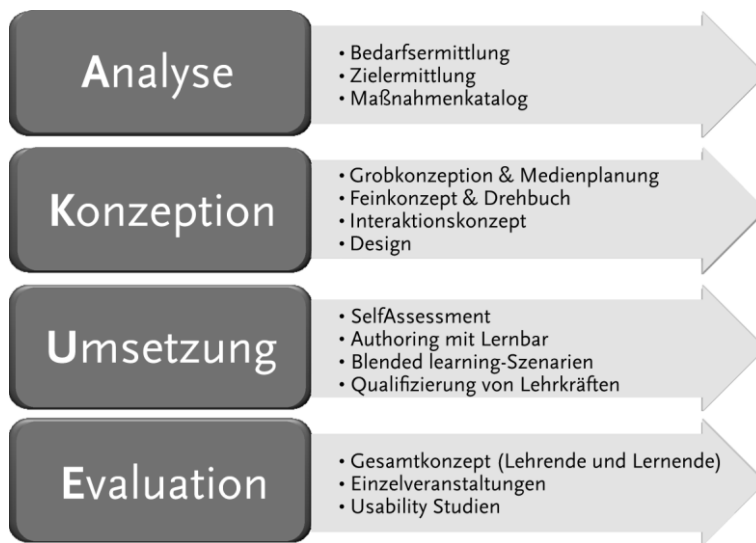 Analyse
• Bedarfsermittlung
• Zielermittlung
• Maßnahmenkatalog
Konzeption
• Grobkonzeption & Medienplanung
• Feinkonzept & Drehbuch
• Interaktionskonzept
• Design
Umsetzung
• SelfAssessment
• Authoring mit Lernbar
• Blended learning-Szenarien
• Qualifizierung von Lehrkräften
Evaluation
• Gesamtkonzept (Lehrende und Lernende)
• Einzelveranstaltungen
• Usability Studien